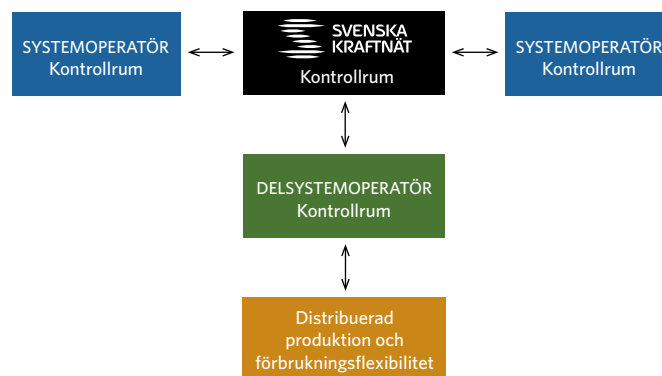 SYSTEMOPERATÖR
Kontrollrum
SVENSKA
KRAFTNÄT
Kontrollrum
SYSTEMOPERATÖR
Kontrollrum
DELSYSTEMOPERATÖR
Kontrollrum
Distribuerad
produktion och
förbrukningsflexibilitet